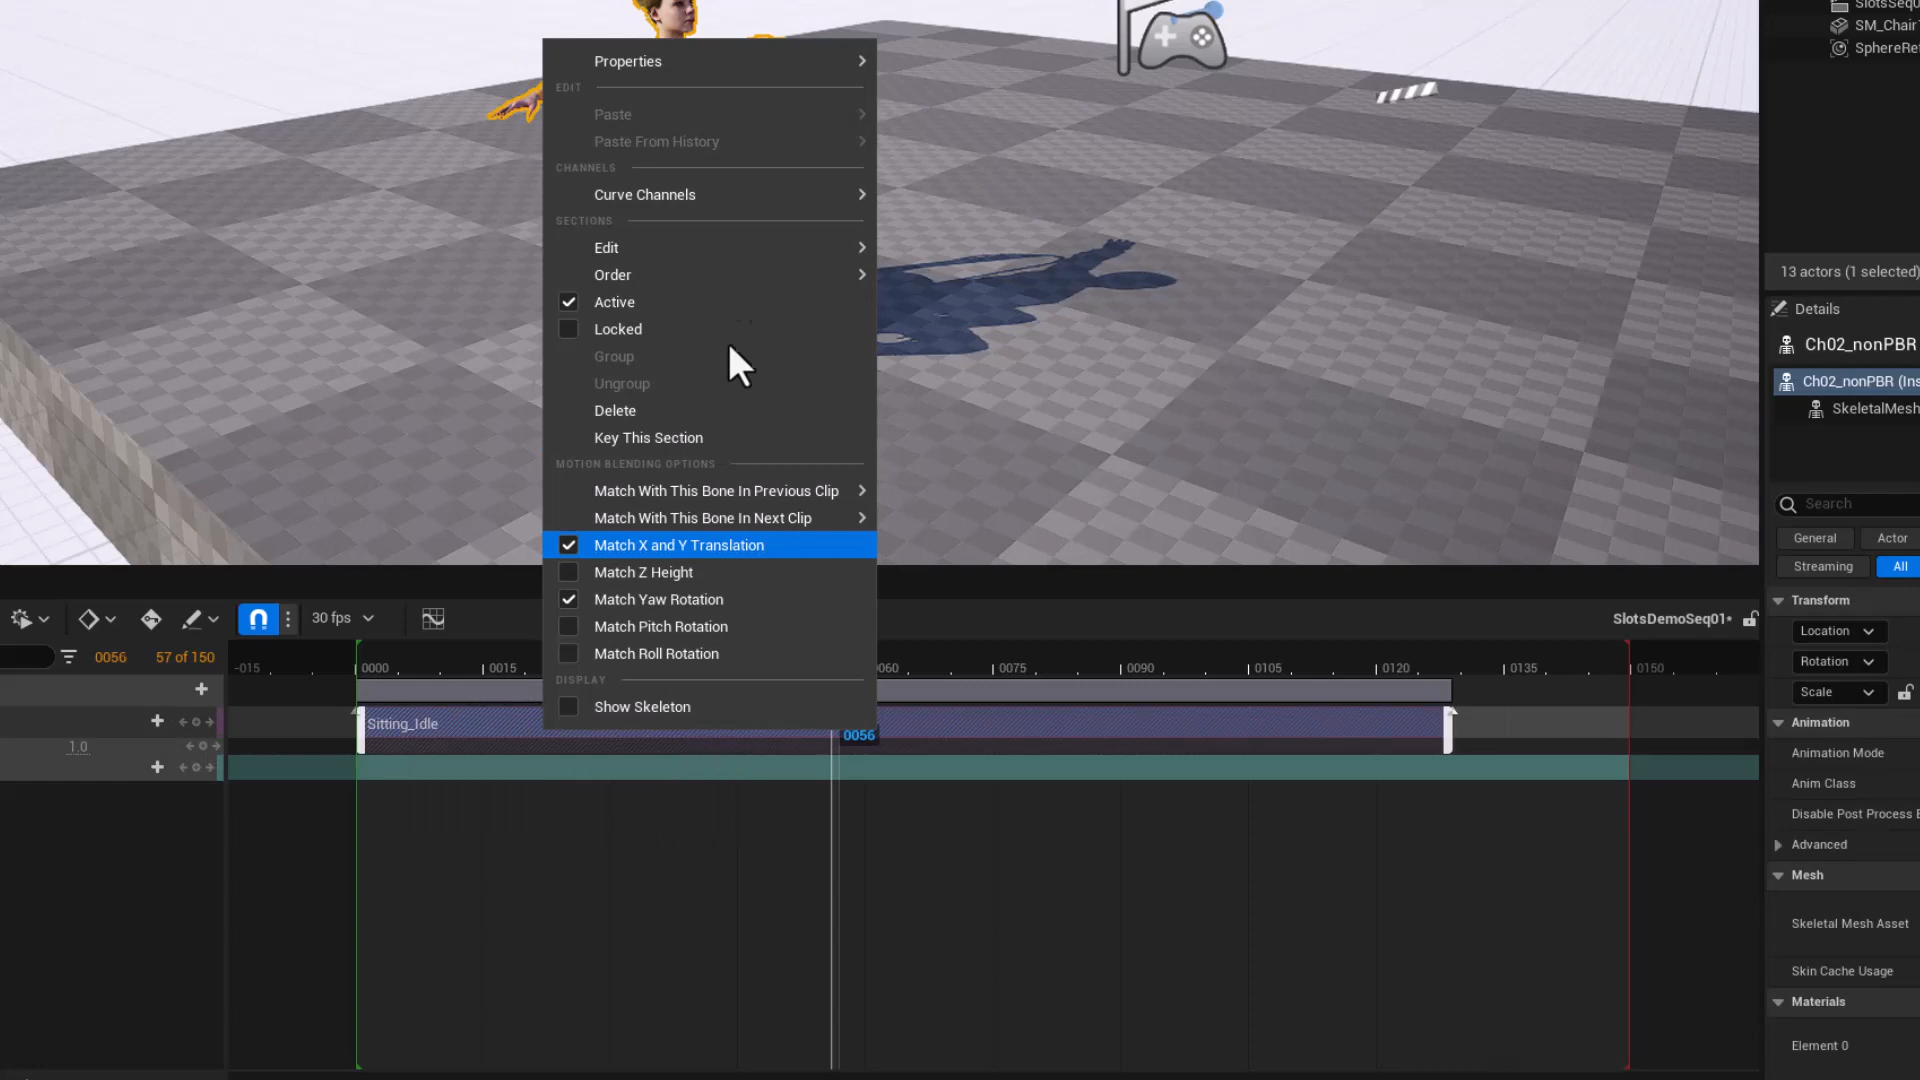 SlotsSeq0
SM_Chair
SphereRef
Properties
EDIT
Paste
Paste From History
CHANNELS
Curve Channels
SECTIONS
Edit
Order
Active
Locked
Group
Ungroup
Delete
Key This Section
MOTION BLENDING OPTIONS
Match With This Bone In Previous Clip
Match With This Bone In Next Clip
Match X and Y Translation
Match Z Height
Match Yaw Rotation
Match Pitch Rotation
Match Roll Rotation
DISPLAY
Show Skeleton
13 actors (1 selected)
Details
Ch02_nonPBR
Ch02_nonPBR (Ins
SkeletalMesh
Search
General Actor
Streaming All
Transform
Location
Rotation
Scale
Animation
Animation Mode
Anim Class
Disable Post Process B
Advanced
Mesh
Skeletal Mesh Asset
Skin Cache Usage
Materials
Element 0
30 fps
SlotsDemoSeq01*
0056 57 of 150
-015 0000 0015 060 0075 0090 0105 0120 0135 0150
Sitting_Idle
0056
1.0